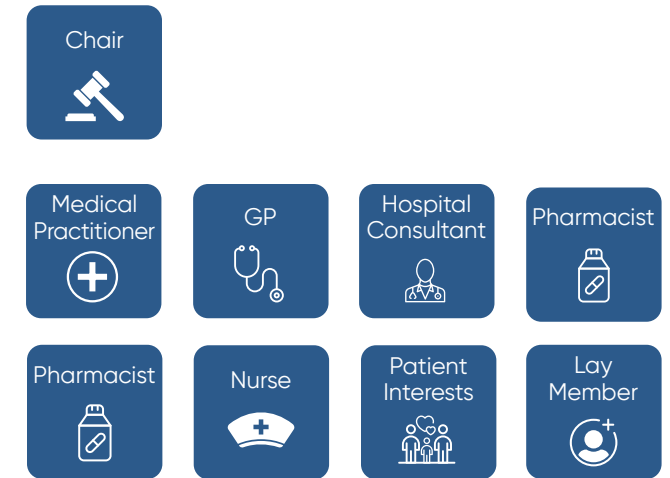 Chair
Medical
Practitioner
GP
Hospital
Consultant
Pharmacist
Pharmacist
Nurse
Patient
Interests
Lay
Member